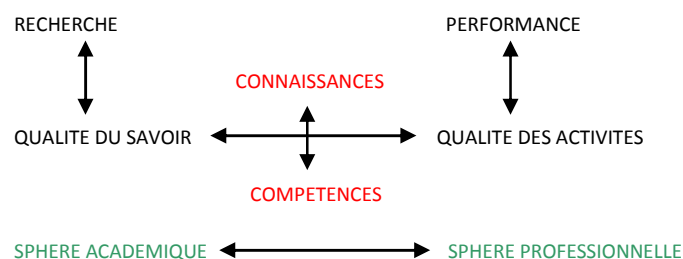 RECHERCHE
PERFORMANCE
CONNAISSANCES
QUALITE DU SAVOIR
QUALITE DES ACTIVITES
COMPETENCES
SPHERE ACADEMIQUE
SPHERE PROFESSIONNELLE